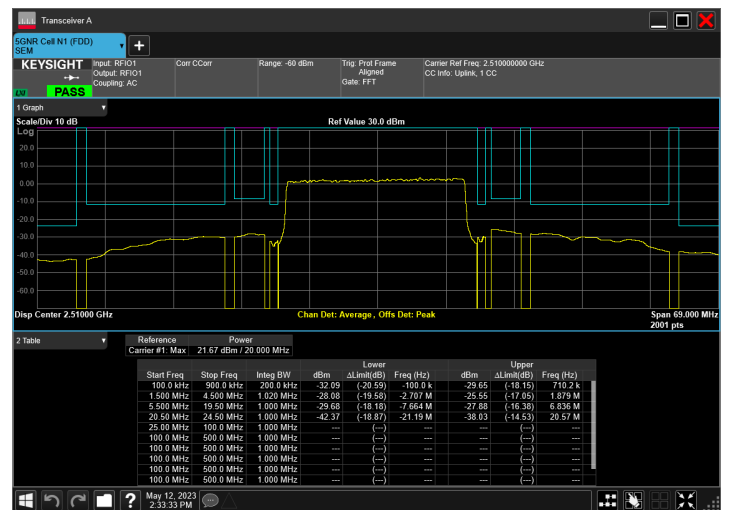 Transceiver A
5GNR Cell N1 (FDD)
SEM
KEYSIGHT
LXI
PASS
Input: RFIO1
Output: RFIO1
Coupling: AC
Corr CCorr
Range: -60 dBm
Trig: Prot Frame
Aligned
Gate: FFT
Carrier Ref Freq: 2.510000000 GHz
CC Info: Uplink, 1 CC
1 Graph
Scale/Div 10 dB
Ref Value 30.0 dBm
Log
20.0
10.0
0.00
-10.0
-20.0
-30.0
-40.0
-50.0
-60.0
Disp Center 2.51000 GHz
Chan Det: Average , Offs Det: Peak
Span 69.000 MHz
2001 pts
2 Table
Reference Power
Carrier #1: Max 21.67 dBm / 20.000 MHz
Lower Upper
Start Freq Stop Freq Integ BW dBm ΔLimit(dB) Freq (Hz) dBm ΔLimit(dB) Freq (Hz)
100.0 kHz 900.0 kHz 200.0 kHz -32.09 (-20.59) -100.0 k -29.65 (-18.15) 710.2 k
1.500 MHz 4.500 MHz 1.020 MHz -28.08 (-19.58) -2.707 M -25.55 (-17.05) 1.879 M
5.500 MHz 19.50 MHz 1.000 MHz -29.68 (-18.18) -7.664 M -27.88 (-16.38) 6.836 M
20.50 MHz 24.50 MHz 1.000 MHz -42.37 (-18.87) -21.19 M -38.03 (-14.53) 20.57 M
25.00 MHz 100.0 MHz 1.000 MHz --- (---) --- --- (---) ---
100.0 MHz 500.0 MHz 1.000 MHz --- (---) --- --- (---) ---
100.0 MHz 500.0 MHz 1.000 MHz --- (---) --- --- (---) ---
100.0 MHz 500.0 MHz 1.000 MHz --- (---) --- --- (---) ---
100.0 MHz 500.0 MHz 1.000 MHz --- (---) --- --- (---) ---
100.0 MHz 500.0 MHz 1.000 MHz --- (---) --- --- (---) ---
May 12, 2023
2:33:33 PM